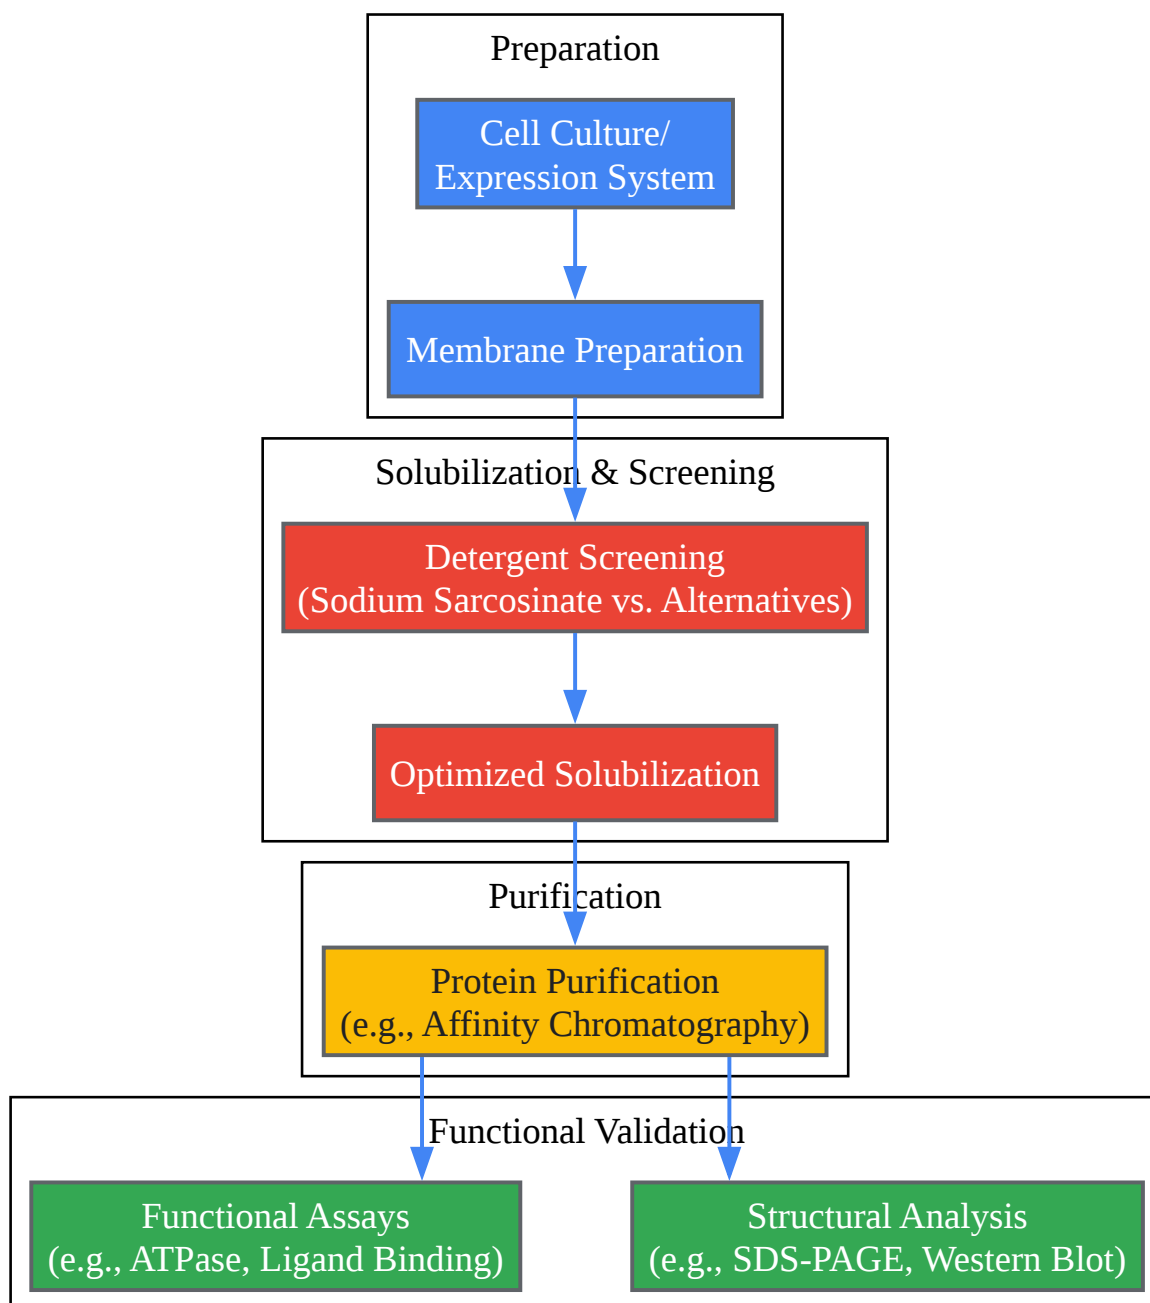 Preparation
Cell Culture/
Expression System
Membrane Preparation
Solubilization & Screening
Detergent Screening
(Sodium Sarcosinate vs. Alternatives)
Optimized Solubilization
Purification
Protein Purification
(e.g., Affinity Chromatography)
Functional Validation
Functional Assays
(e.g., ATPase, Ligand Binding)
Structural Analysis
(e.g., SDS-PAGE, Western Blot)